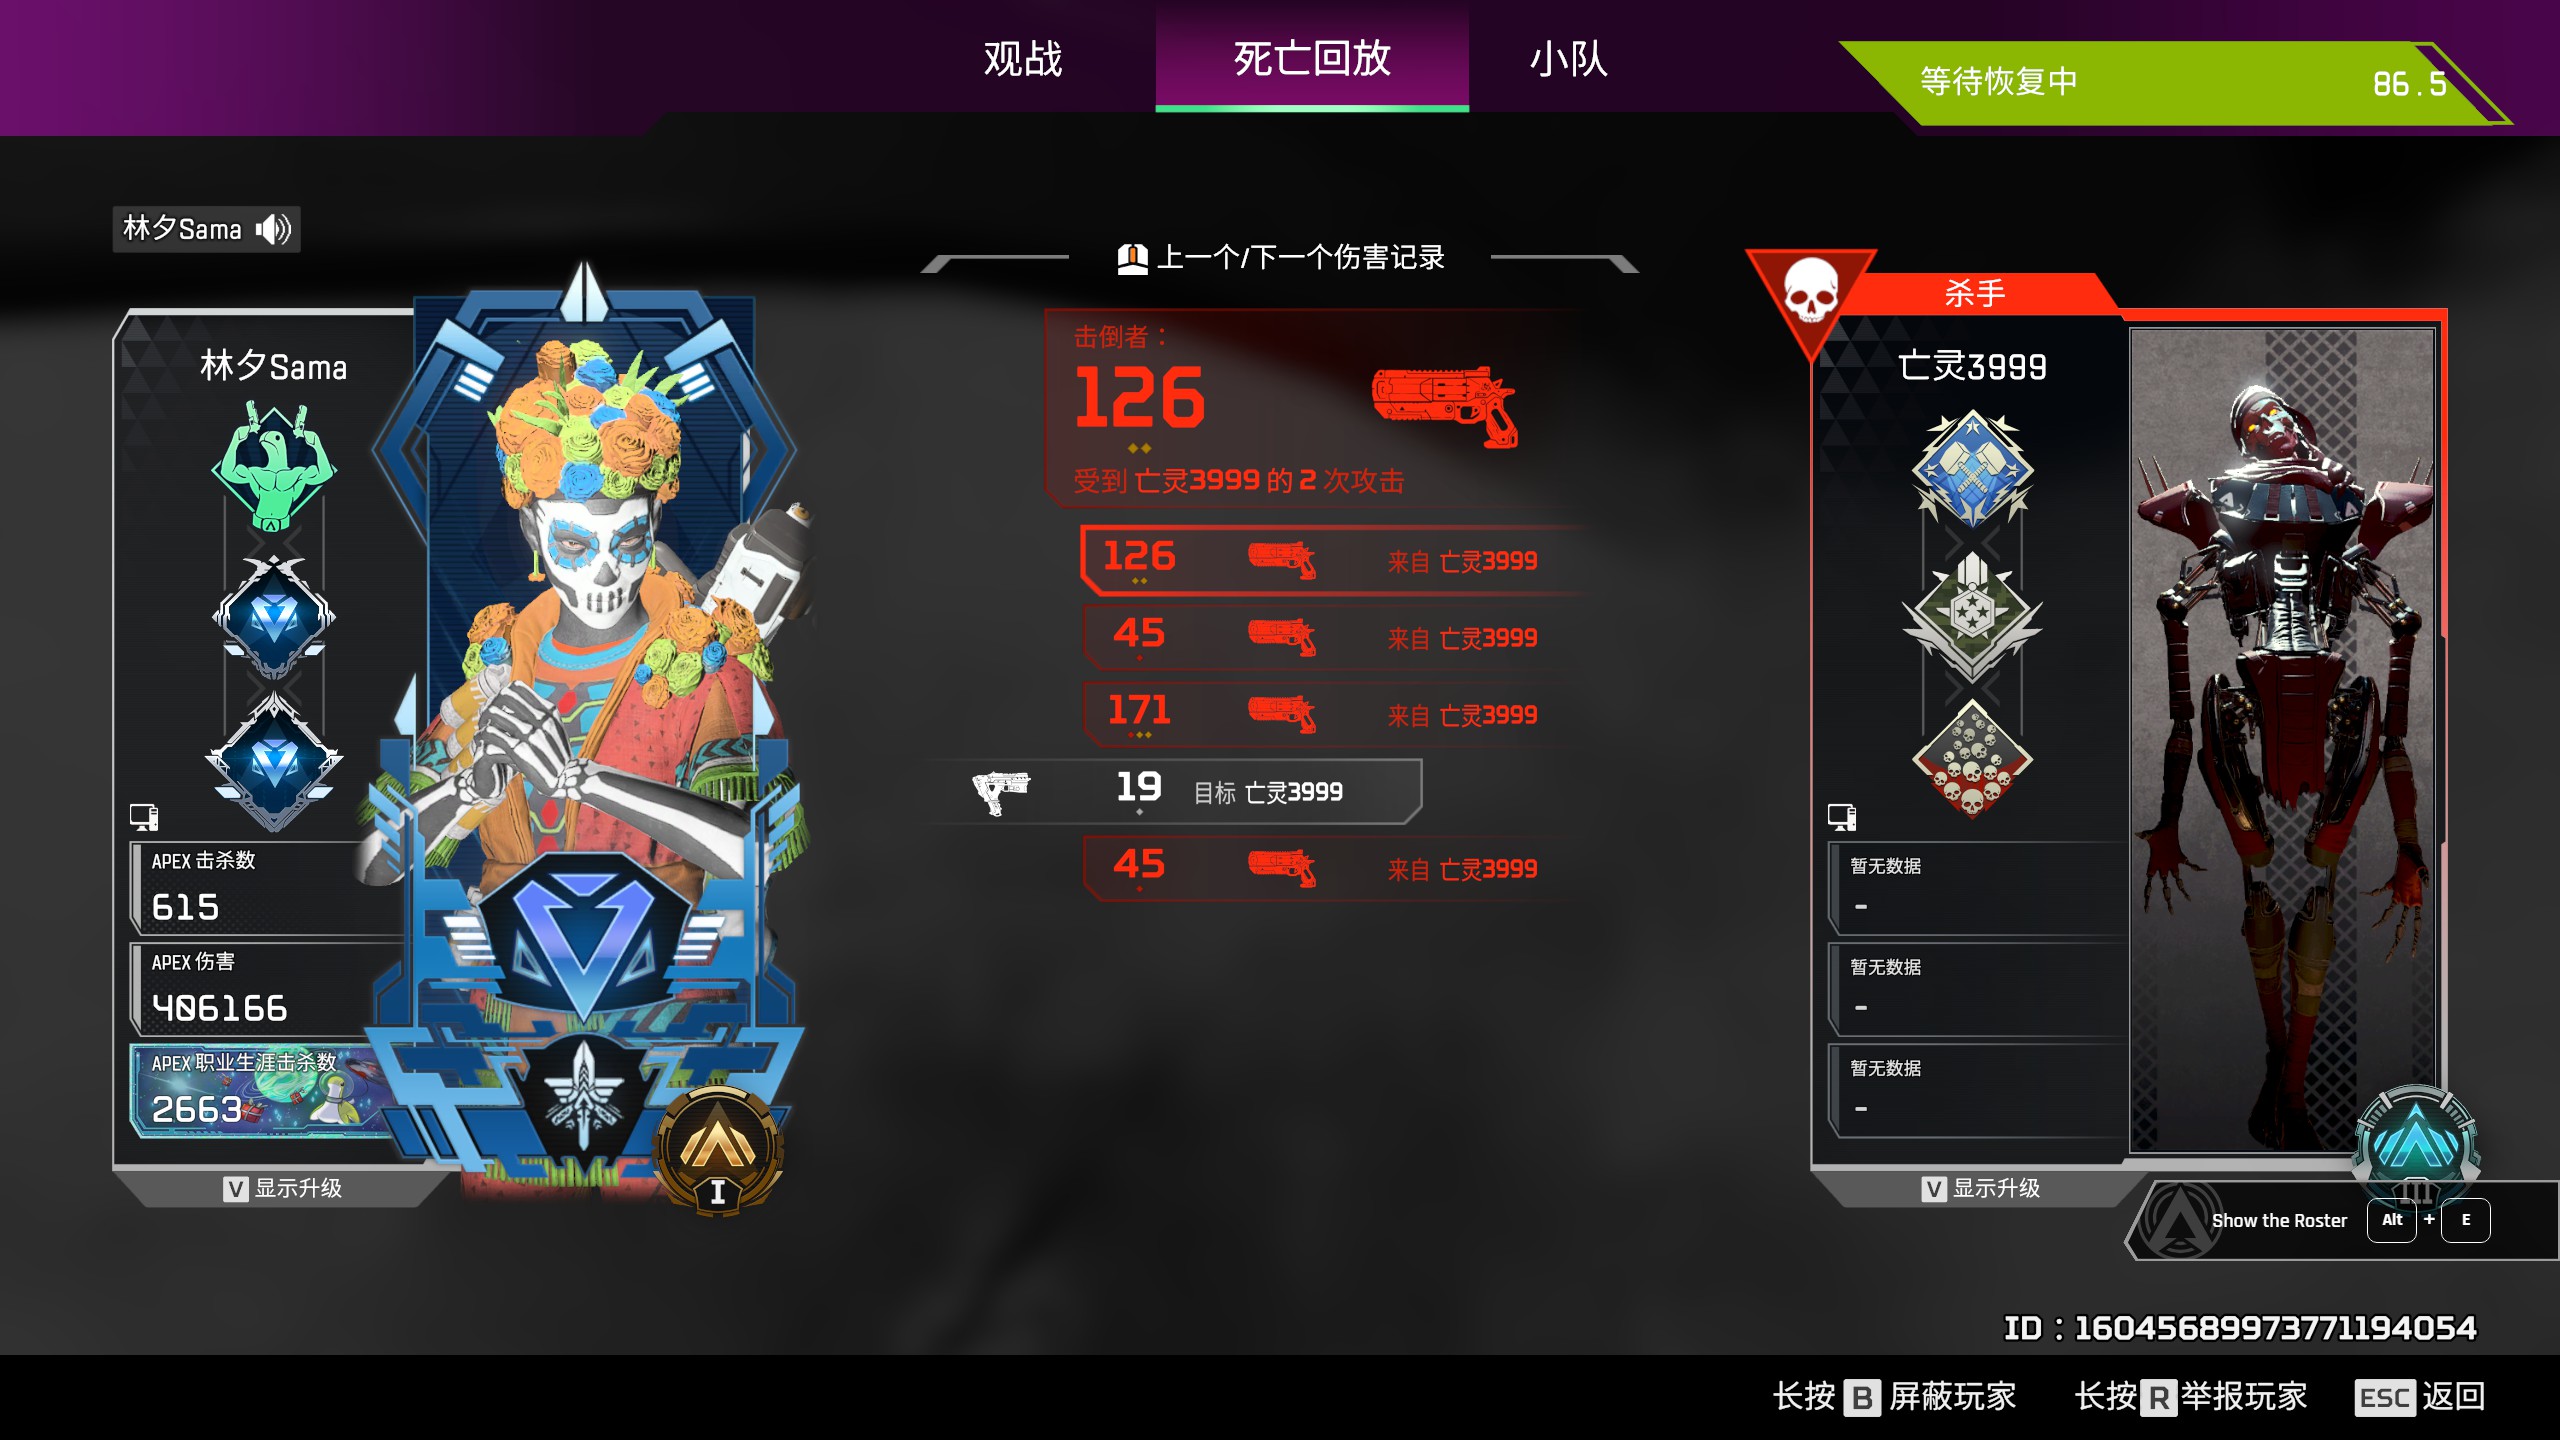 观战
死亡回放
小队
等待恢复中
86.5
林夕Sama
上一个/下一个伤害记录
杀手
林夕Sama
APEX 击杀数
615
APEX 伤害
406166
APEX 职业生涯击杀数
2663
V 显示升级
I
击倒者：
126
受到 亡灵3999 的 2 次攻击
126 来自 亡灵3999
45 来自 亡灵3999
171 来自 亡灵3999
19 目标 亡灵3999
45 来自 亡灵3999
亡灵3999
暂无数据
-
暂无数据
-
暂无数据
-
V 显示升级
III
Show the Roster Alt + E
ID：16045689973771194054
长按 B 屏蔽玩家 长按 R 举报玩家 ESC 返回